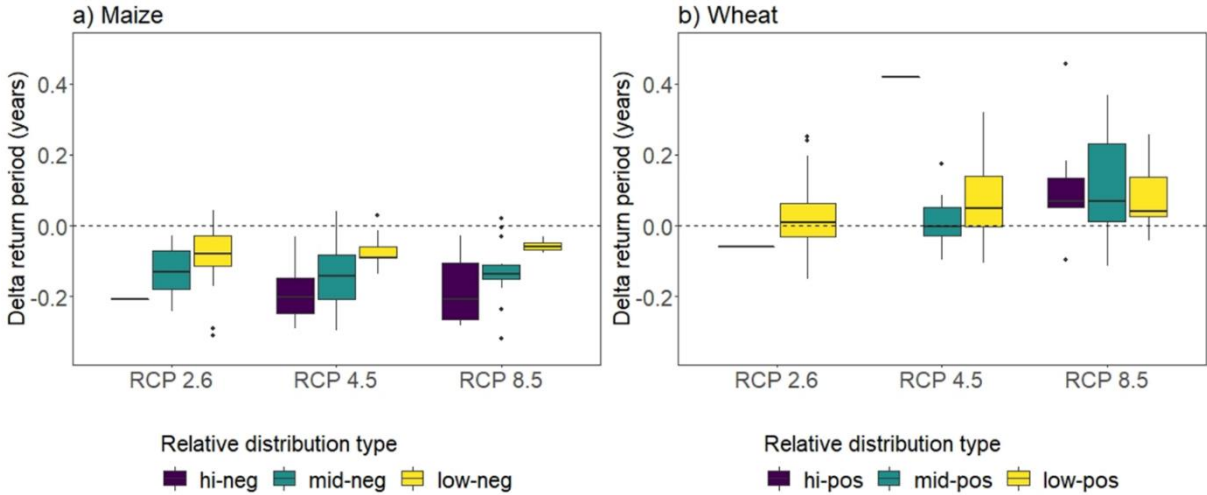 a) Maize
Delta return period (years)
0.4
0.2
0.0
-0.2
RCP 2.6 RCP 4.5 RCP 8.5
Relative distribution type
hi-neg mid-neg low-neg
b) Wheat
Delta return period (years)
0.4
0.2
0.0
-0.2
RCP 2.6 RCP 4.5 RCP 8.5
Relative distribution type
hi-pos mid-pos low-pos